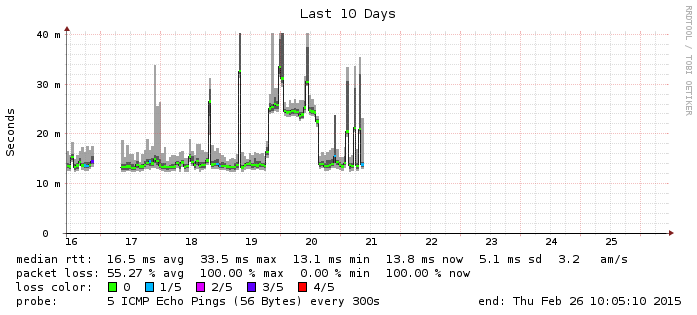 Last 10 Days
RRDTOOL / TOBI OETIKER
Seconds
40 m
30 m
20 m
10 m
0
16 17 18 19 20 21 22 23 24 25
median rtt: 16.5 ms avg 33.5 ms max 13.1 ms min 13.8 ms now 5.1 ms sd 3.2 am/s
packet loss: 55.27 % avg 100.00 % max 0.00 % min 100.00 % now
loss color: 0 1/5 2/5 3/5 4/5
probe: 5 ICMP Echo Pings (56 Bytes) every 300s end: Thu Feb 26 10:05:10 2015